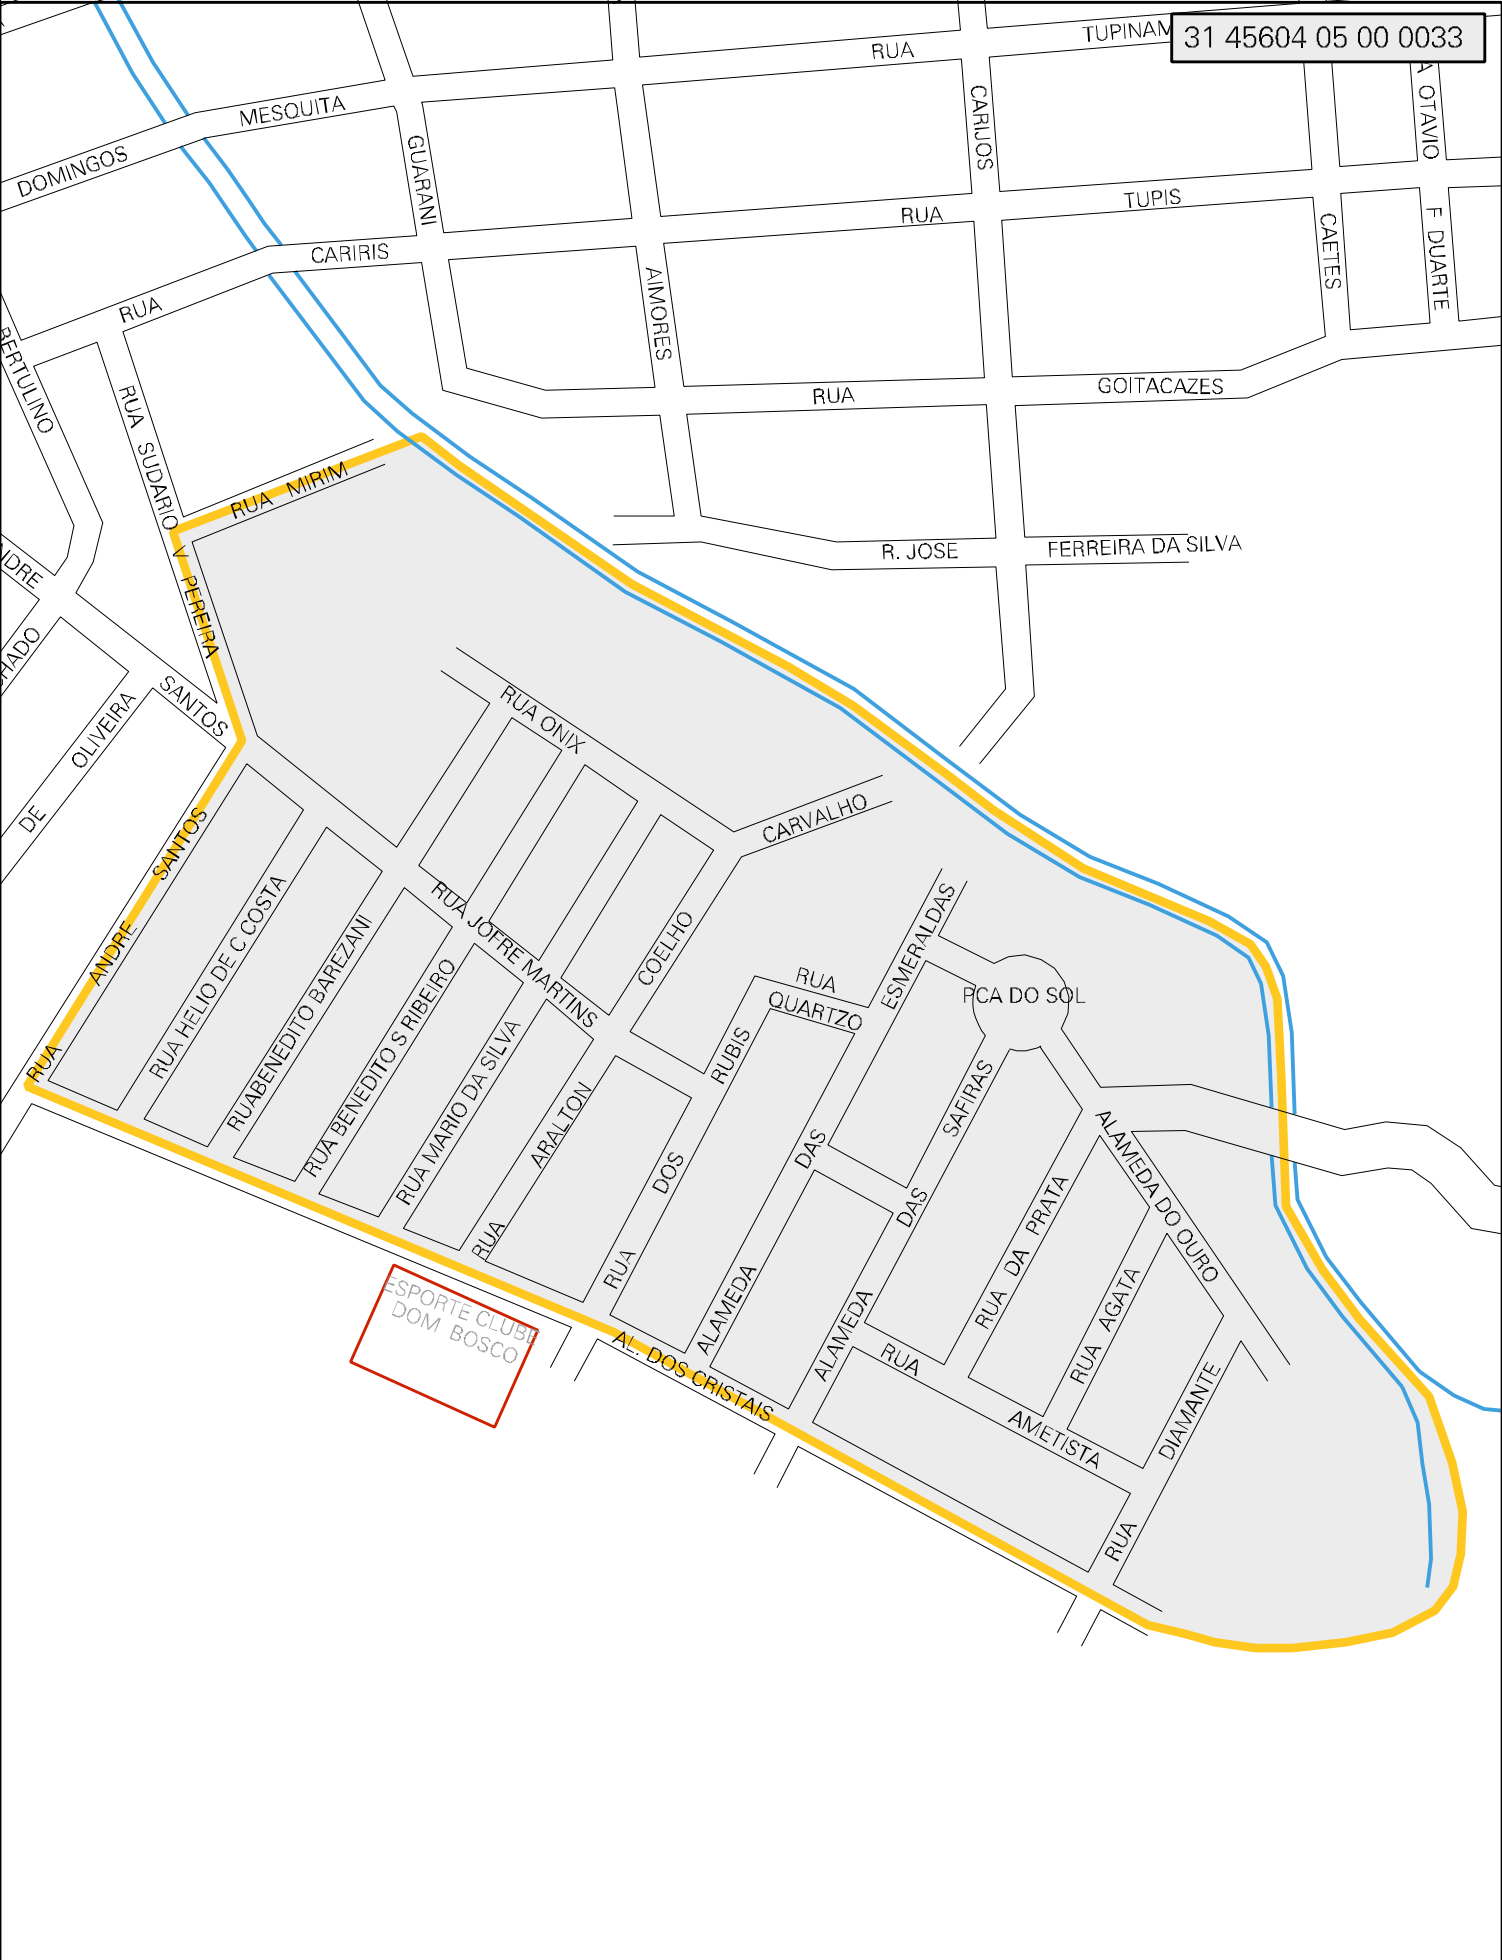 31 45604 05 00 0033
RUA
TUPINAM
MESQUITA
DOMINGOS
GUARANI
CARIJOS
A OTAVIO
RUA
TUPIS
CARIRIS
RUA
CAETES
F DUARTE
AIMORES
BERTULINO
RUA SUDARIO V PEREIRA
RUA
GOITACAZES
RUA MIRIM
R. JOSE
FERREIRA DA SILVA
NDRE
HADO
SANTOS
DE OLIVEIRA
RUA ONIX
CARVALHO
RUA ANDRE SANTOS
RUA HELIO DE C COSTA
RUABENEDITO BAREZANI
RUA JOFRE MARTINS
COELHO
RUA BENEDITO S RIBEIRO
RUA MARIO DA SILVA
RUA ARALTON
RUA
QUARTZO
ESMERALDAS
PCA DO SOL
RUA DOS RUBIS
ALAMEDA DAS
SAFIRAS
DAS
ALAMEDA
RUA DA PRATA
ALAMEDA DO OURO
RUA AGATA
ESPORTE CLUBE
DOM BOSCO
AL. DOS CRISTAIS
RUA
AMETISTA
DIAMANTE
RUA